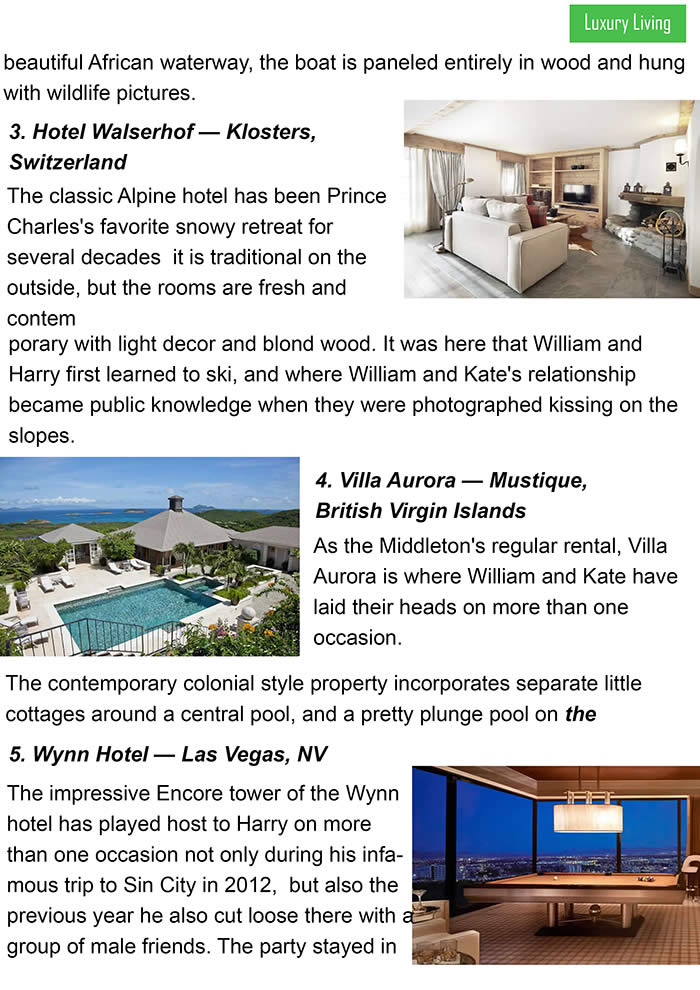 Luxury Living
beautiful African waterway, the boat is paneled entirely in wood and hung
with wildlife pictures.
3. Hotel Walserhof — Klosters,
Switzerland
The classic Alpine hotel has been Prince
Charles's favorite snowy retreat for
several decades  it is traditional on the
outside, but the rooms are fresh and
contem
porary with light decor and blond wood. It was here that William and
Harry first learned to ski, and where William and Kate's relationship
became public knowledge when they were photographed kissing on the
slopes.
4. Villa Aurora — Mustique,
British Virgin Islands
As the Middleton's regular rental, Villa
Aurora is where William and Kate have
laid their heads on more than one
occasion.
The contemporary colonial style property incorporates separate little
cottages around a central pool, and a pretty plunge pool on the
5. Wynn Hotel — Las Vegas, NV
The impressive Encore tower of the Wynn
hotel has played host to Harry on more
than one occasion not only during his infa-
mous trip to Sin City in 2012,  but also the
previous year he also cut loose there with a
group of male friends. The party stayed in